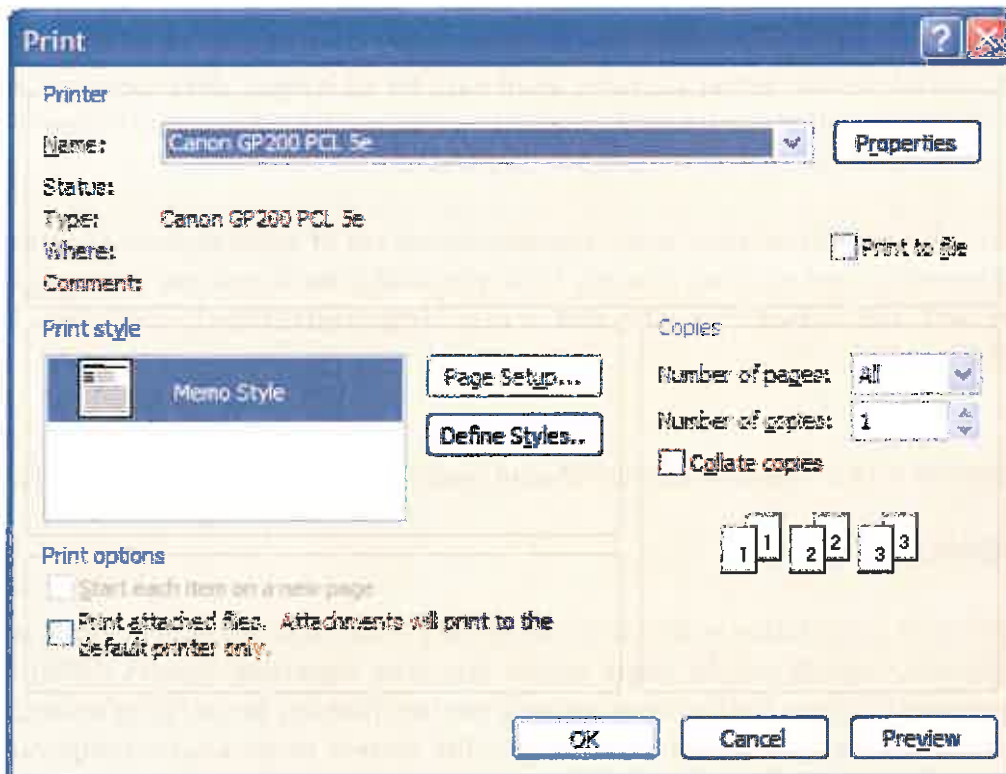 Print
Printer
Name: Canon GP200 PCL 5e Properties
Status:
Type: Canon GP200 PCL 5e
Where:
Print to file
Comment:
Print style
Memo Style
Page Setup...
Define Styles..
Copies
Number of pages: All
Number of copies: 1
Collate copies
1 1 2 2 3 3
Print options
Start each item on a new page
Print attached files. Attachments will print to the
default printer only.
OK Cancel Preview